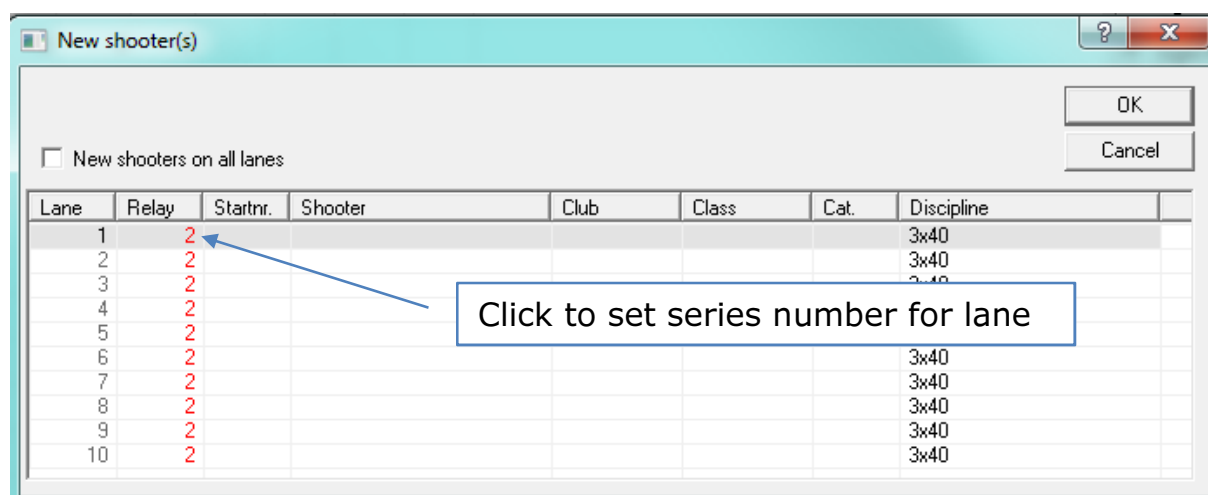 New shooter(s)
OK
Cancel
New shooters on all lanes
Lane Relay Startnr. Shooter Club Class Cat. Discipline
1 2 3x40
2 2 3x40
3 2 3x40
4 2
Click to set series number for lane
5 2
6 2 3x40
7 2 3x40
8 2 3x40
9 2 3x40
10 2 3x40